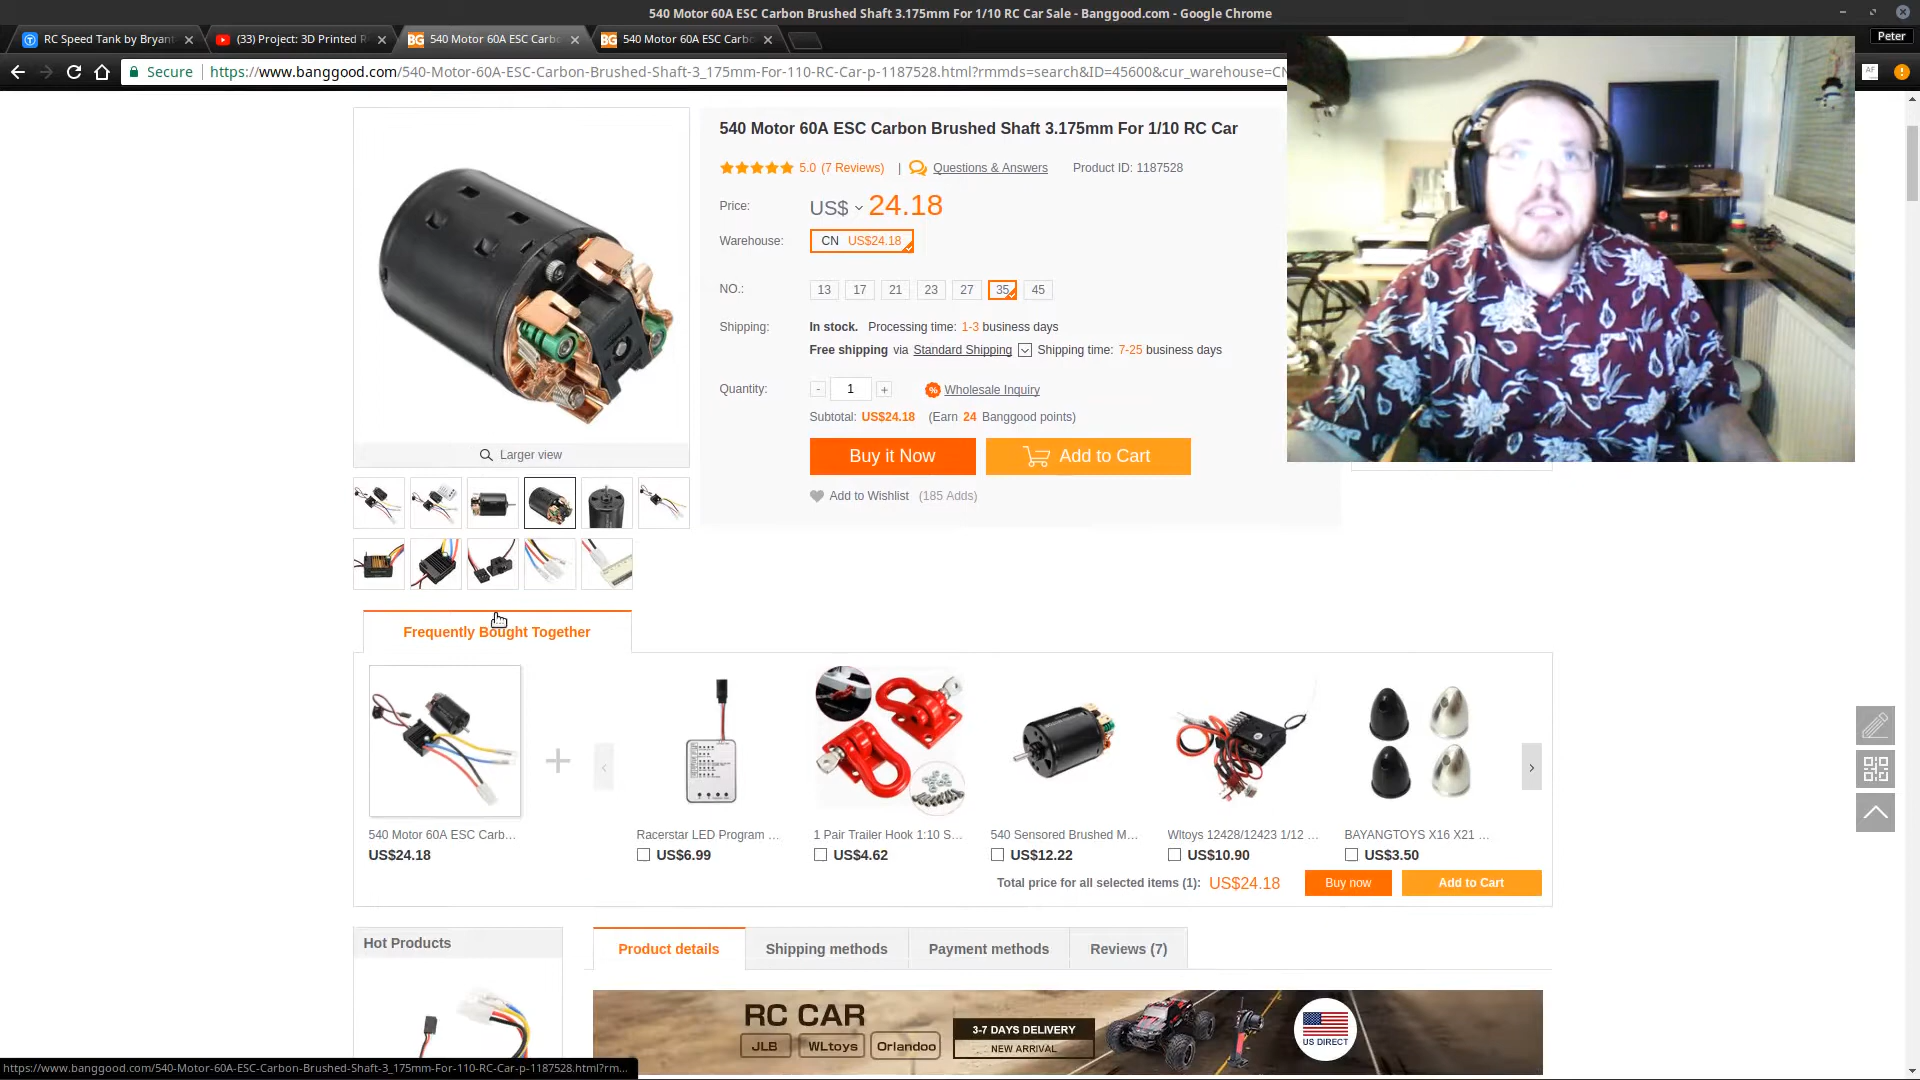 540 Motor 60A ESC Carbon Brushed Shaft 3.175mm For 1/10 RC Car Sale - Banggood.com - Google Chrome
RC Speed Tank by Bryant
(33) Project: 3D Printed R
BG 540 Motor 60A ESC Carb
BG 540 Motor 60A ESC Carb
Peter
Secure
https://www.banggood.com/540-Motor-60A-ESC-Carbon-Brushed-Shaft-3_175mm-For-110-RC-Car-p-1187528.html?rmmds=search&ID=45600&cur_warehouse=CN
540 Motor 60A ESC Carbon Brushed Shaft 3.175mm For 1/10 RC Car
5.0 (7 Reviews) | Questions & Answers Product ID: 1187528
Price: US$ 24.18
Warehouse: CN US$24.18
NO.: 13 17 21 23 27 35 45
Shipping: In stock. Processing time: 1-3 business days
Free shipping via Standard Shipping Shipping time: 7-25 business days
Quantity: - 1 + % Wholesale Inquiry
Subtotal: US$24.18 (Earn 24 Banggood points)
Buy it Now Add to Cart
Add to Wishlist (185 Adds)
Larger view
Frequently Bought Together
540 Motor 60A ESC Carb...
US$24.18
Racerstar LED Program ...
US$6.99
1 Pair Trailer Hook 1:10 S...
US$4.62
540 Sensored Brushed M...
US$12.22
Wltoys 12428/12423 1/12 ...
US$10.90
BAYANGTOYS X16 X21 ...
US$3.50
Total price for all selected items (1): US$24.18 Buy now Add to Cart
Hot Products
Product details Shipping methods Payment methods Reviews (7)
RC CAR
JLB WLtoys Orlandoo
3-7 DAYS DELIVERY
NEW ARRIVAL
US DIRECT
https://www.banggood.com/540-Motor-60A-ESC-Carbon-Brushed-Shaft-3_175mm-For-110-RC-Car-p-1187528.html?rm...